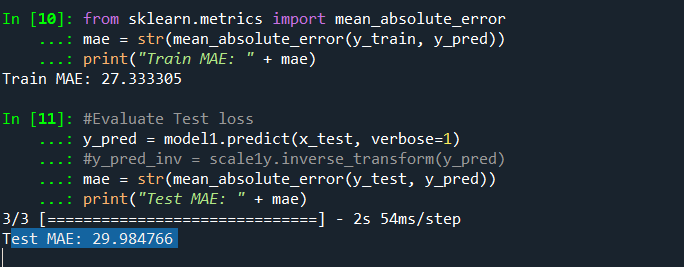 In [10]: from sklearn.metrics import mean_absolute_error
    ...: mae = str(mean_absolute_error(y_train, y_pred))
    ...: print("Train MAE: " + mae)
Train MAE: 27.333305

In [11]: #Evaluate Test loss
    ...: y_pred = model1.predict(x_test, verbose=1)
    ...: #y_pred_inv = scale1y.inverse_transform(y_pred)
    ...: mae = str(mean_absolute_error(y_test, y_pred))
    ...: print("Test MAE: " + mae)
3/3 [==============================] - 2s 54ms/step
Test MAE: 29.984766